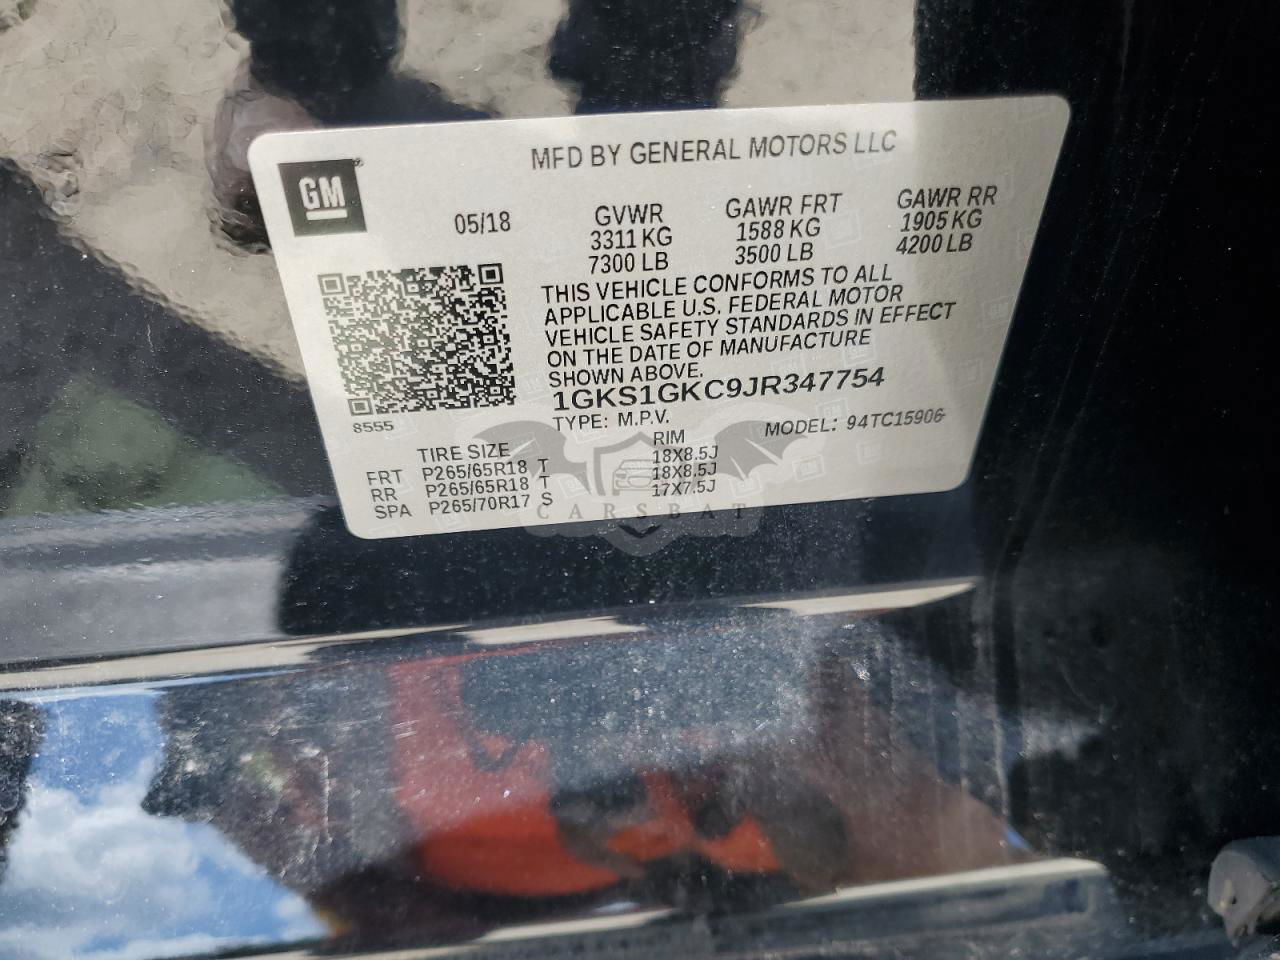 MFD BY GENERAL MOTORS LLC
GM
05/18
GVWR GAWR FRT GAWR RR
3311 KG 1588 KG 1905 KG
7300 LB 3500 LB 4200 LB
THIS VEHICLE CONFORMS TO ALL
APPLICABLE U.S. FEDERAL MOTOR
VEHICLE SAFETY STANDARDS IN EFFECT
ON THE DATE OF MANUFACTURE
SHOWN ABOVE.
1GKS1GKC9JR347754
8555
TYPE: M.P.V. MODEL: 94TC15906
TIRE SIZE RIM
FRT P265/65R18 T 18X8.5J
RR P265/65R18 T 18X8.5J
SPA P265/70R17 S 17X7.5J
CARSBAT